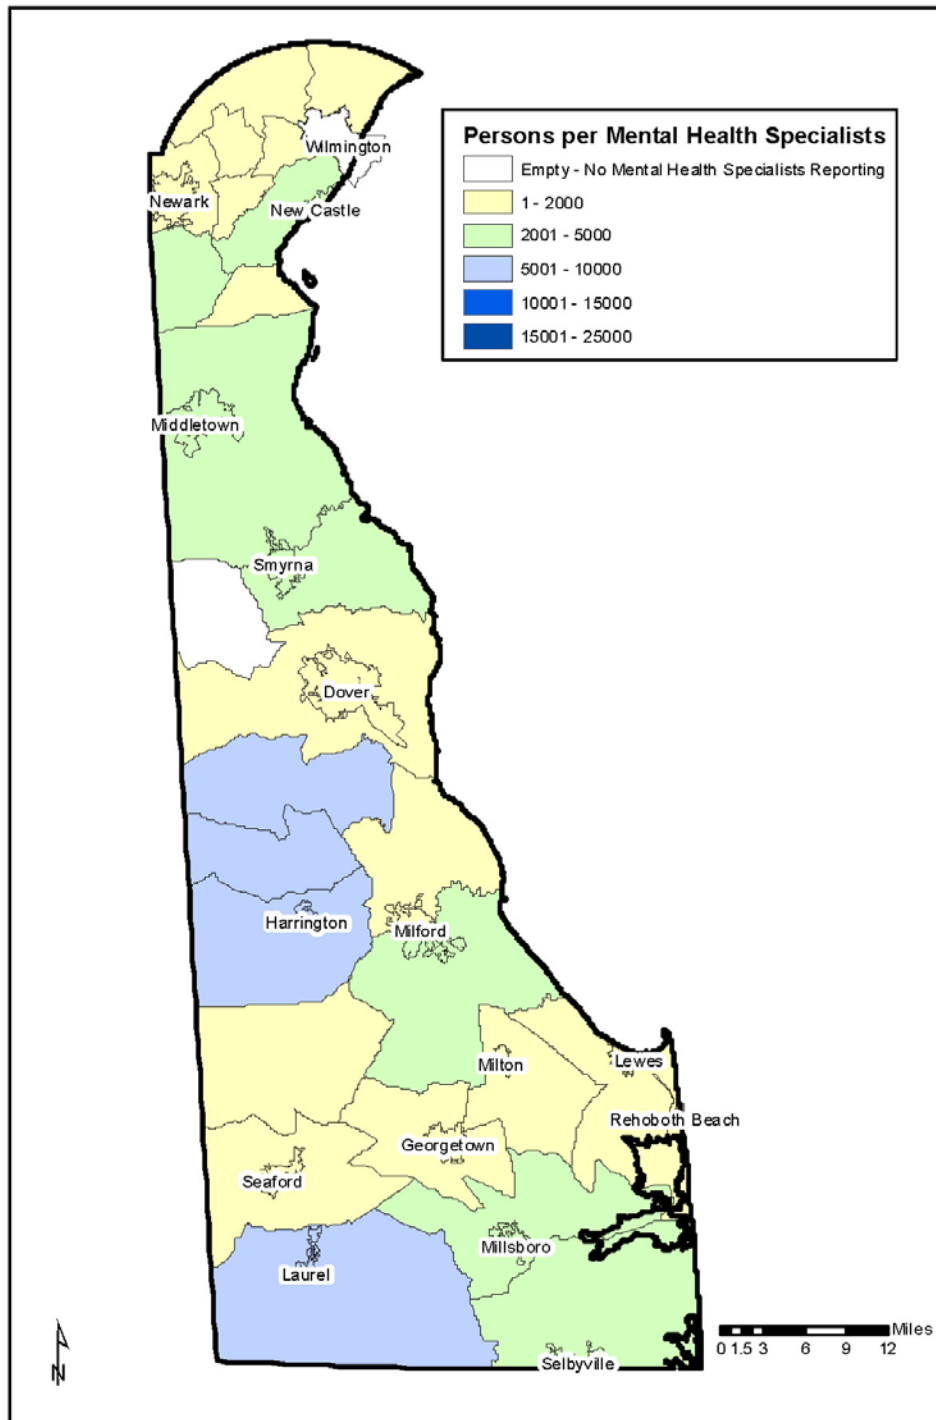 Persons per Mental Health Specialists
Empty - No Mental Health Specialists Reporting
1 - 2000
2001 - 5000
5001 - 10000
10001 - 15000
15001 - 25000
Wilmington
Newark
New Castle
Middletown
Smyrna
Dover
Harrington
Milford
Milton
Lewes
Rehoboth Beach
Georgetown
Seaford
Millsboro
Laurel
Selbyville
Miles
0 1.5 3 6 9 12
N